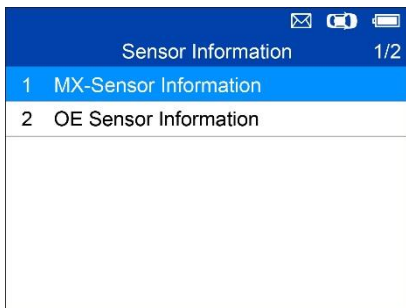 Sensor Information 1/2
1 MX-Sensor Information
2 OE Sensor Information